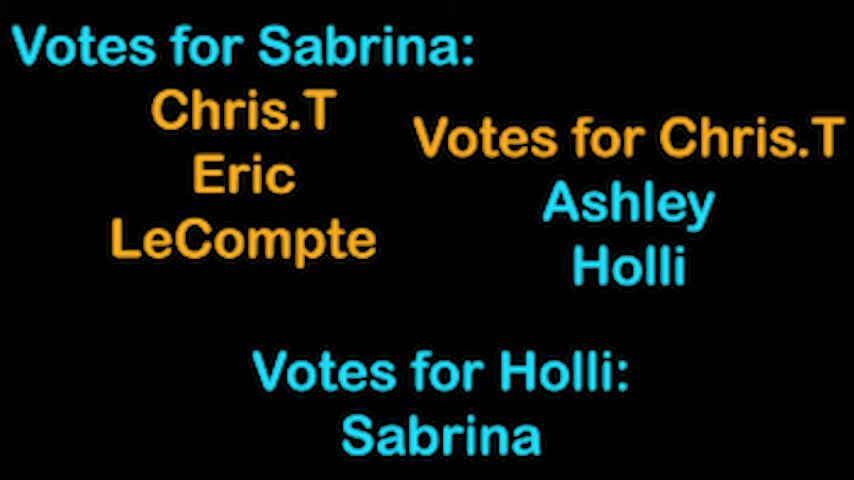 Votes for Sabrina:
Chris.T
Eric
LeCompte
Votes for Chris.T
Ashley
Holli
Votes for Holli:
Sabrina